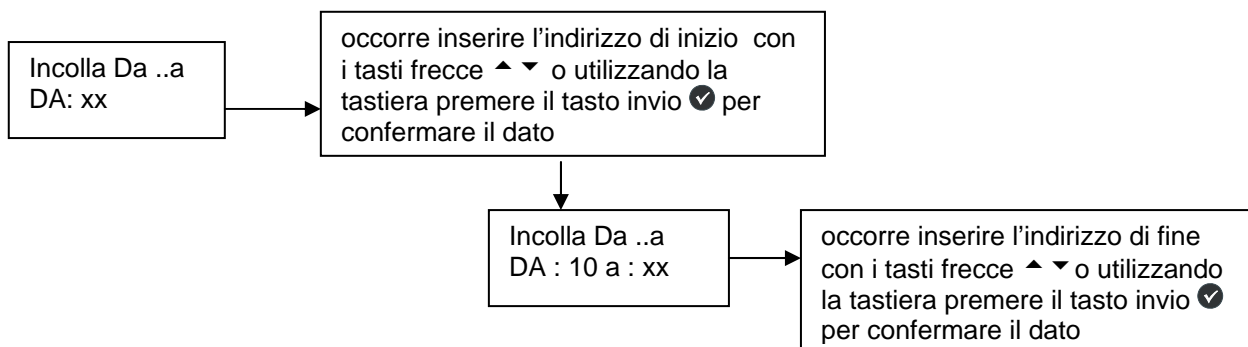 Incolla Da ..a
DA: xx
occorre inserire l'indirizzo di inizio con
i tasti frecce ▲ ▼ o utilizzando la
tastiera premere il tasto invio ✔ per
confermare il dato
Incolla Da ..a
DA : 10 a : xx
occorre inserire l'indirizzo di fine
con i tasti frecce ▲ ▼ o utilizzando
la tastiera premere il tasto invio ✔
per confermare il dato